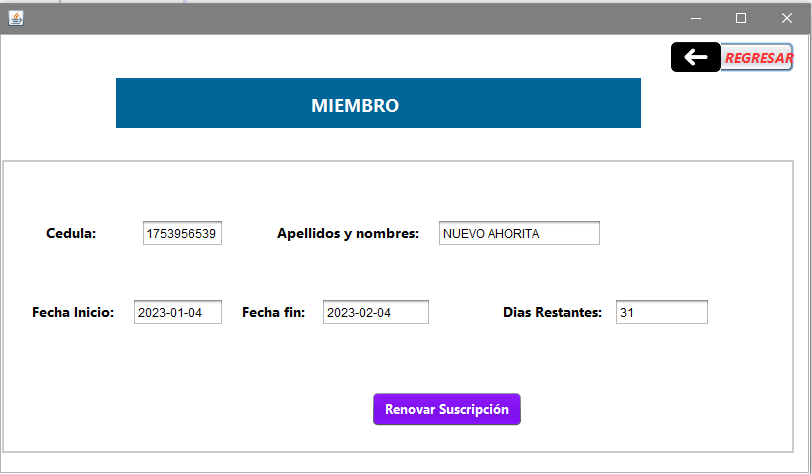 REGRESAR
MIEMBRO
Cedula: 1753956539 Apellidos y nombres: NUEVO AHORITA
Fecha Inicio: 2023-01-04 Fecha fin: 2023-02-04 Dias Restantes: 31
Renovar Suscripción